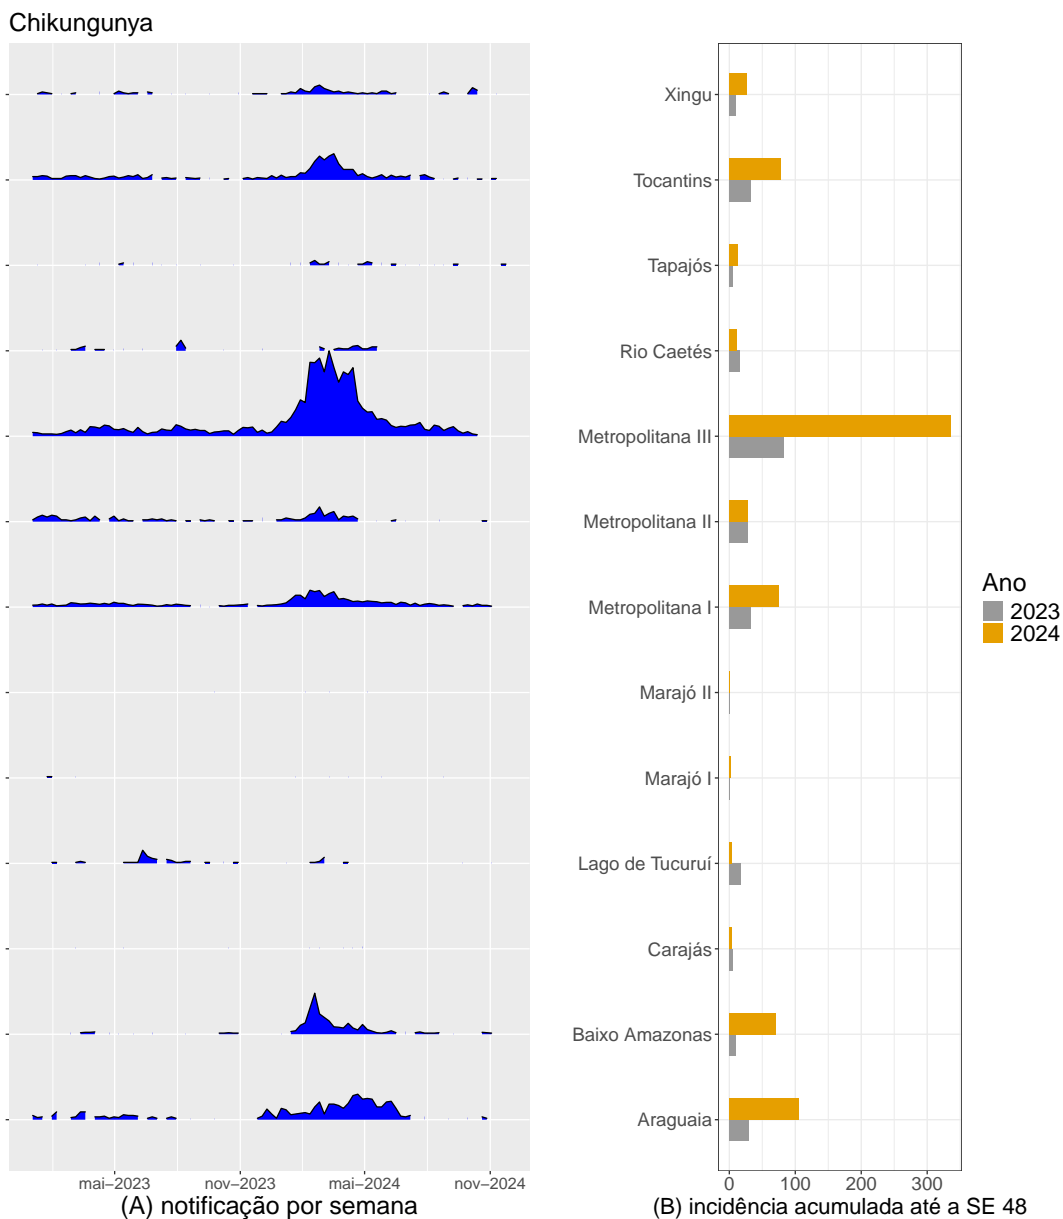 Chikungunya
Xingu
Tocantins
Tapajós
Rio Caetés
Metropolitana III
Metropolitana II
Metropolitana I
Marajó II
Marajó I
Lago de Tucuruí
Carajás
Baixo Amazonas
Araguaia
Ano
2023
2024
mai–2023 nov–2023 mai–2024 nov–2024
(A) notificação por semana
0 100 200 300
(B) incidência acumulada até a SE 48